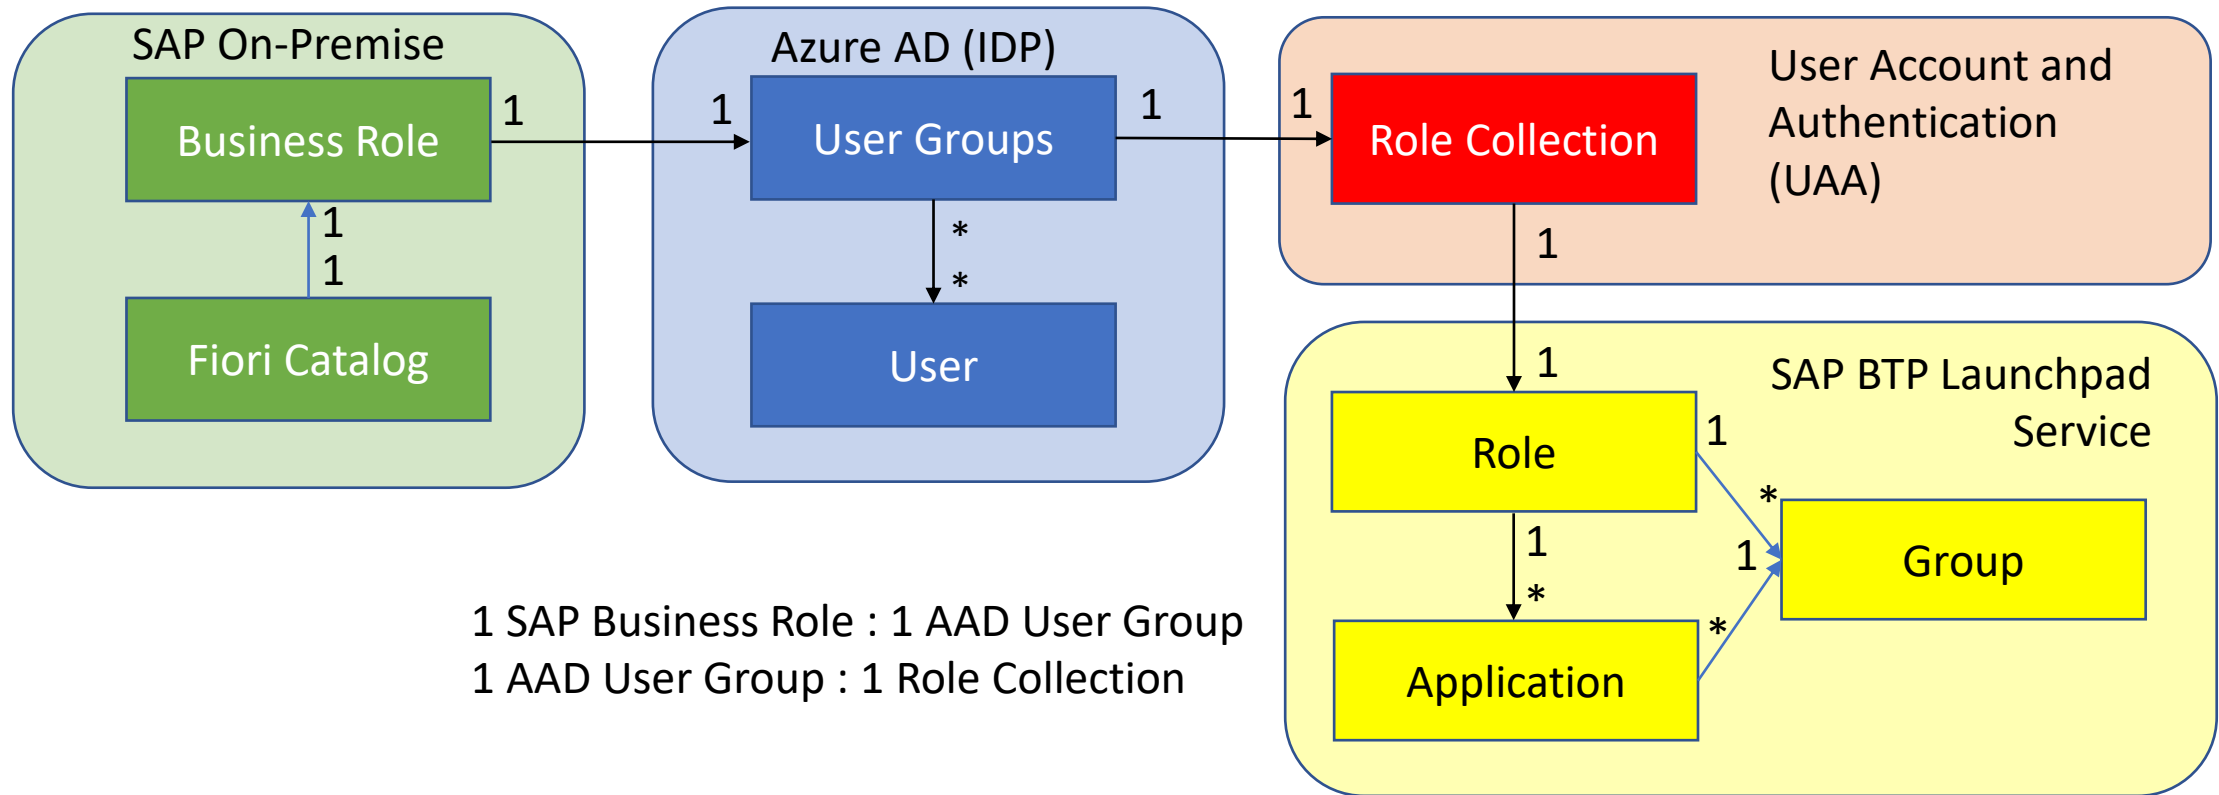 SAP On-Premise
Business Role
1
1
1
1
Fiori Catalog
Azure AD (IDP)
User Groups
1
1
*
*
User
User Account and
Authentication
(UAA)
Role Collection
1
1
SAP BTP Launchpad
Service
Role
1
*
1
*
1
*
Group
Application
1 SAP Business Role : 1 AAD User Group
1 AAD User Group : 1 Role Collection